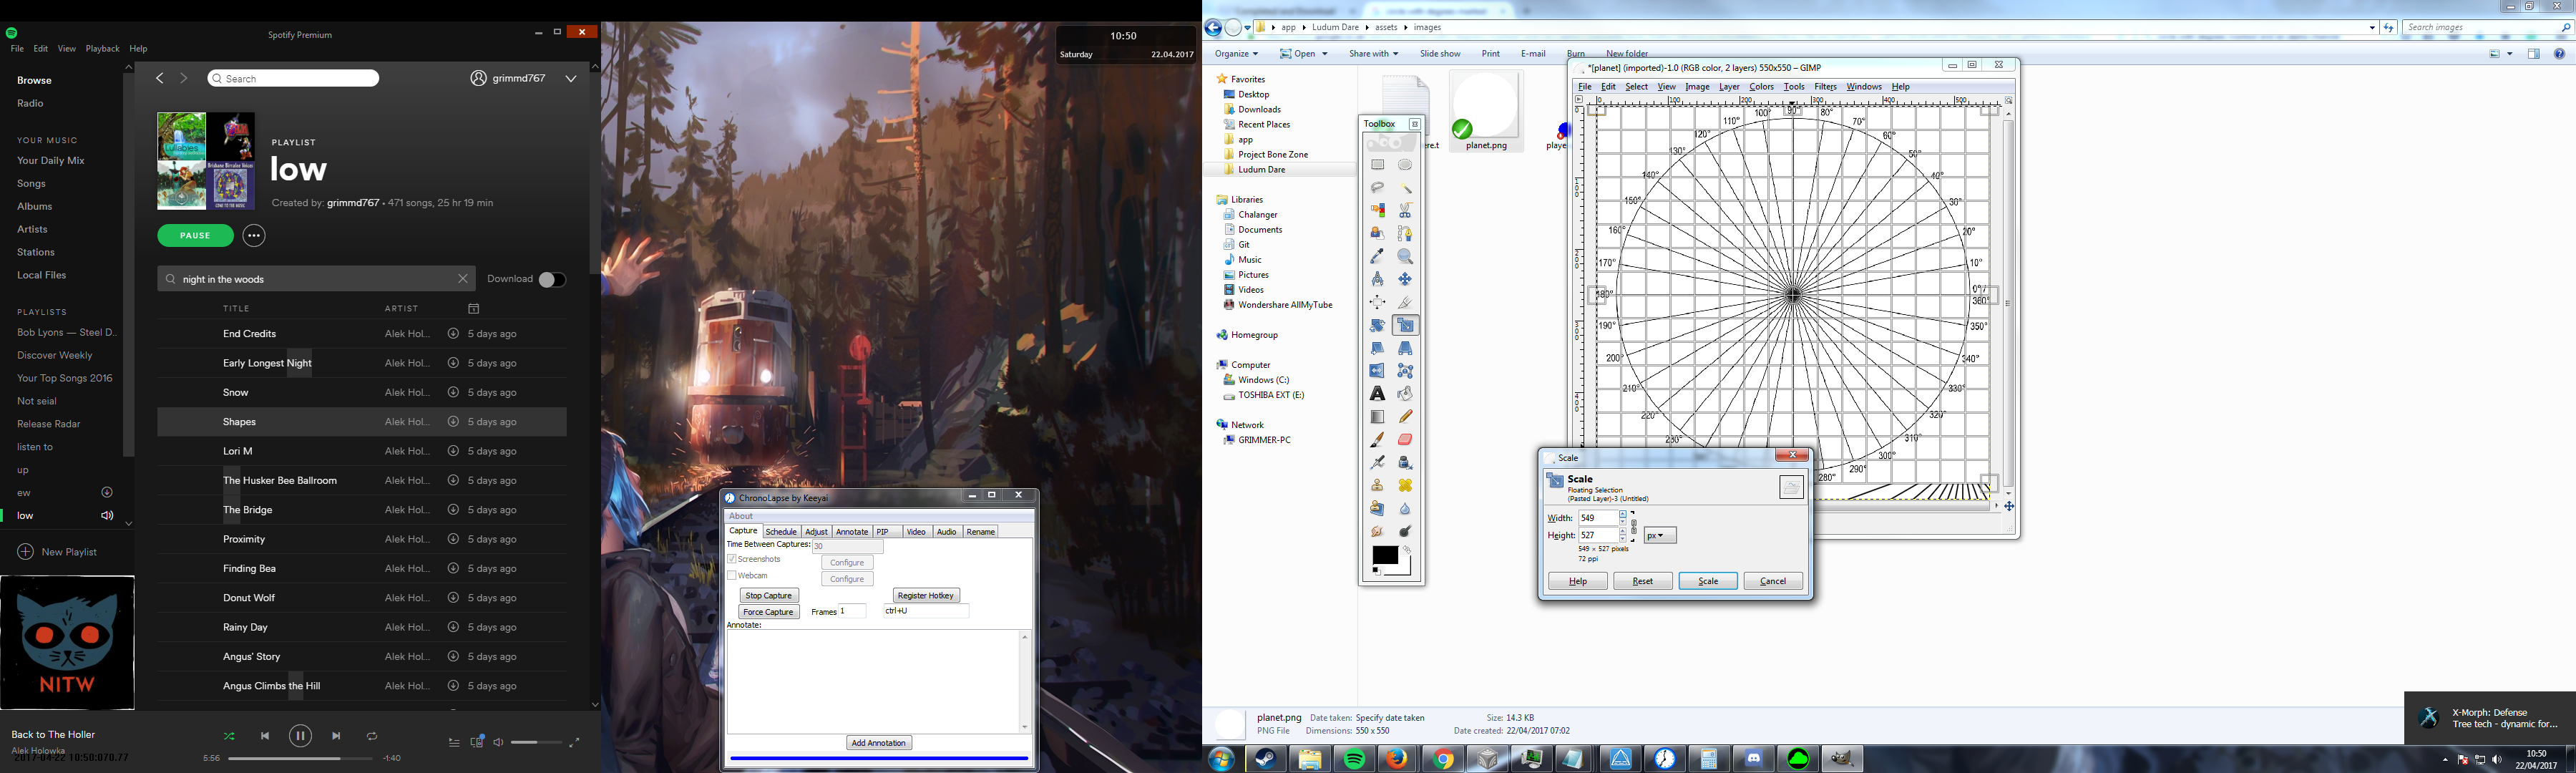 Spotify Premium
File Edit View Playback Help
Browse
Radio
YOUR MUSIC
Your Daily Mix
Songs
Albums
Artists
Stations
Local Files
PLAYLISTS
Bob Lyons — Steel D..
Discover Weekly
Your Top Songs 2016
Not seial
Release Radar
listen to
up
ew
low
New Playlist
NITW
Search
grimmd767
Lullabies
PLAYLIST
low
Created by: grimmd767 • 471 songs, 25 hr 19 min
PAUSE
night in the woods
Download
TITLE ARTIST
End Credits Alek Hol... 5 days ago
Early Longest Night Alek Hol... 5 days ago
Snow Alek Hol... 5 days ago
Shapes Alek Hol... 5 days ago
Lori M Alek Hol... 5 days ago
The Husker Bee Ballroom Alek Hol... 5 days ago
The Bridge Alek Hol... 5 days ago
Proximity Alek Hol... 5 days ago
Finding Bea Alek Hol... 5 days ago
Donut Wolf Alek Hol... 5 days ago
Rainy Day Alek Hol... 5 days ago
Angus' Story Alek Hol... 5 days ago
Angus Climbs the Hill Alek Hol... 5 days ago
Back to The Holler
Alek Holowka
2017-04-22 10:50:070.77
5:56 -1:40
10:50
Saturday 22.04.2017
ChronoLapse by Keeyai
About
Capture Schedule Adjust Annotate PIP Video Audio Rename
Time Between Captures: 30
Screenshots Configure
Webcam Configure
Stop Capture Register Hotkey
Force Capture Frames 1 ctrl+U
Annotate:
Add Annotation
app Ludum Dare assets images
Search images
Organize Open Share with Slide show Print E-mail Burn New folder
Favorites
Desktop
Downloads
Recent Places
app
Project Bone Zone
Ludum Dare
Libraries
Chalanger
Documents
Git
Music
Pictures
Videos
Wondershare AllMyTube
Homegroup
Computer
Windows (C:)
TOSHIBA EXT (E:)
Network
GRIMMER-PC
ere.t planet.png playe
Toolbox
*[planet] (imported)-1.0 (RGB color, 2 layers) 550x550 – GIMP
File Edit Select View Image Layer Colors Tools Filters Windows Help
0 100 200 300 400 500
110° 100° 90° 80° 70°
120° 60°
130° 50°
140° 40°
150° 30°
160° 20°
170° 10°
180° 0°/
360°
190° 350°
200° 340°
210° 330°
220° 320°
230° 310°
300°
290°
280°
Scale
Scale
Floating Selection
(Pasted Layer)-3 (Untitled)
Width: 549
Height: 527 px
549 × 527 pixels
72 ppi
Help Reset Scale Cancel
planet.png Date taken: Specify date taken Size: 14.3 KB
PNG File Dimensions: 550 x 550 Date created: 22/04/2017 07:02
X-Morph: Defense
Tree tech - dynamic for...
10:50
22/04/2017